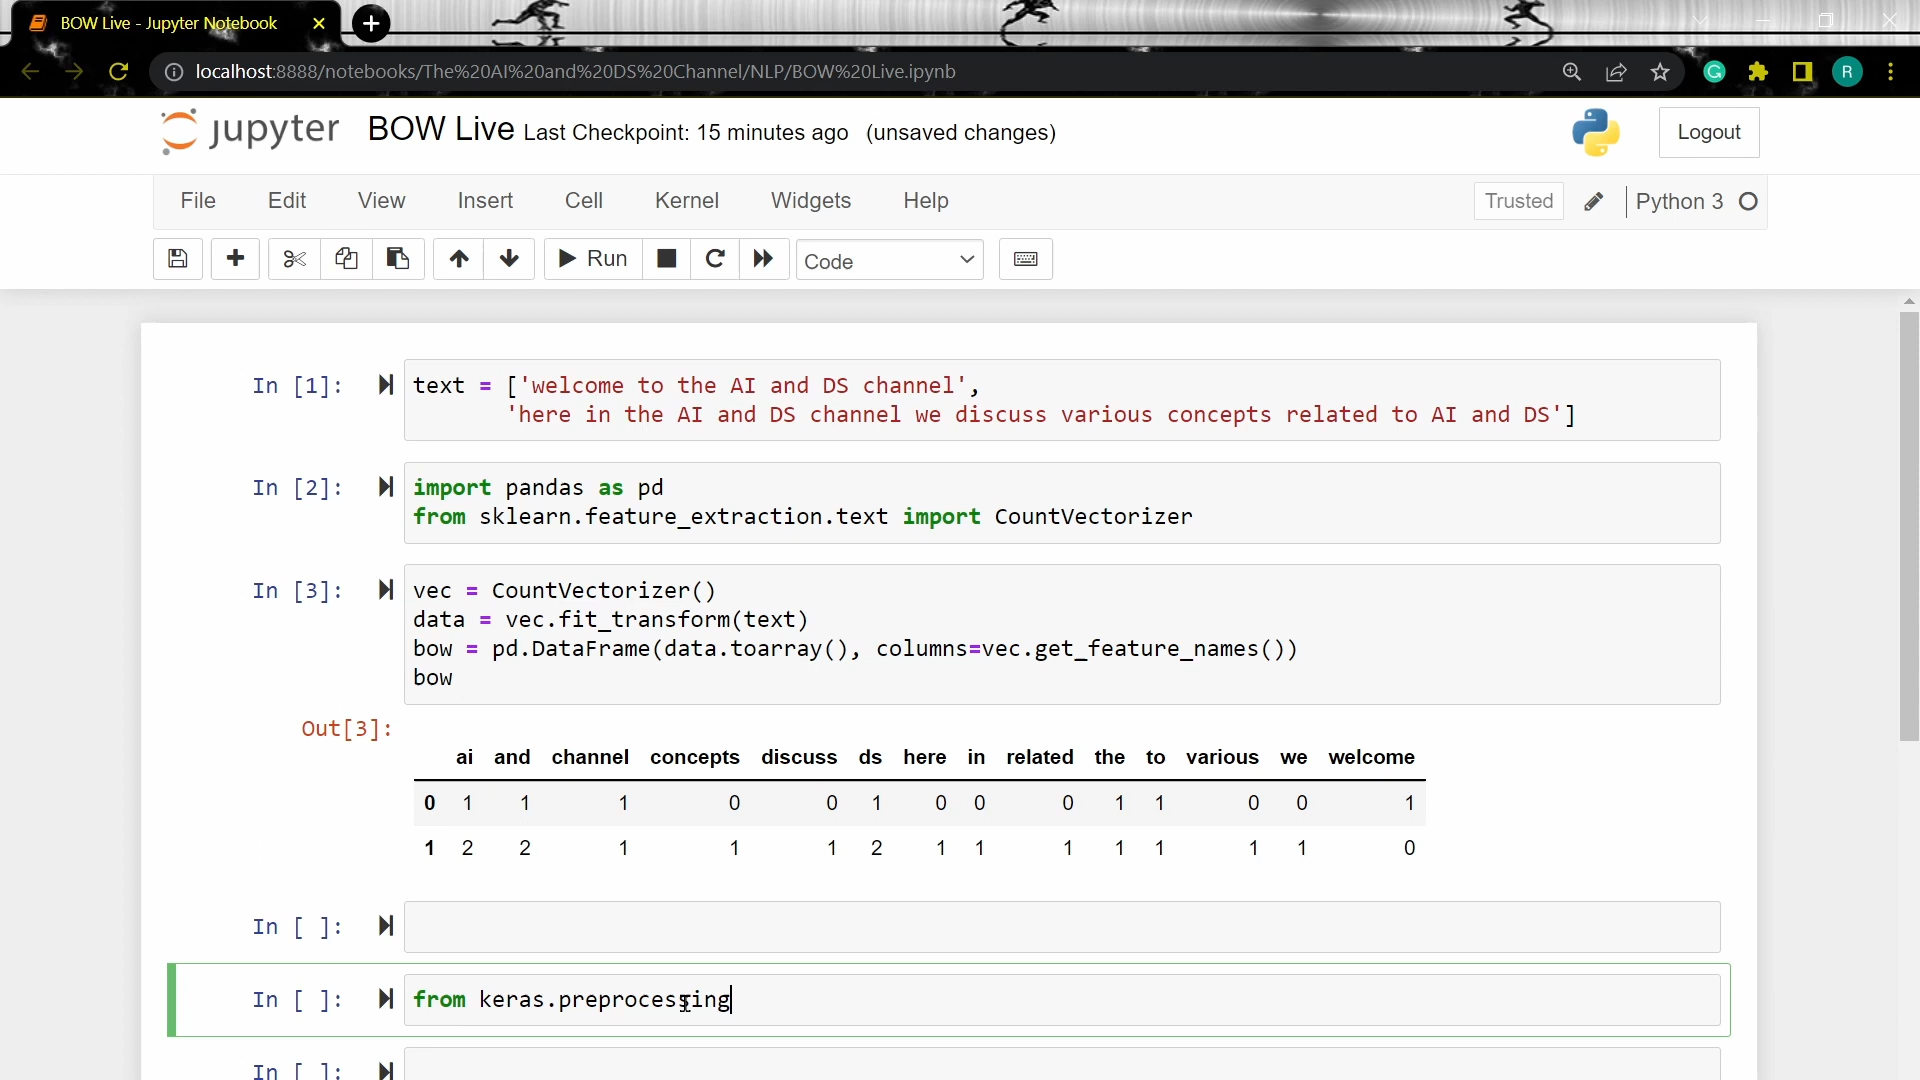 BOW Live - Jupyter Notebook
localhost:8888/notebooks/The%20AI%20and%20DS%20Channel/NLP/BOW%20Live.ipynb
R
jupyter BOW Live Last Checkpoint: 15 minutes ago (unsaved changes)
Logout
File Edit View Insert Cell Kernel Widgets Help
Trusted Python 3
Run Code
In [1]: text = ['welcome to the AI and DS channel',
'here in the AI and DS channel we discuss various concepts related to AI and DS']
In [2]: import pandas as pd
from sklearn.feature_extraction.text import CountVectorizer
In [3]: vec = CountVectorizer()
data = vec.fit_transform(text)
bow = pd.DataFrame(data.toarray(), columns=vec.get_feature_names())
bow
Out[3]:
ai and channel concepts discuss ds here in related the to various we welcome
0 1 1 1 0 0 1 0 0 0 1 1 0 0 1
1 2 2 1 1 1 2 1 1 1 1 1 1 1 0
In [ ]:
In [ ]: from keras.preprocessing
In [ ]: